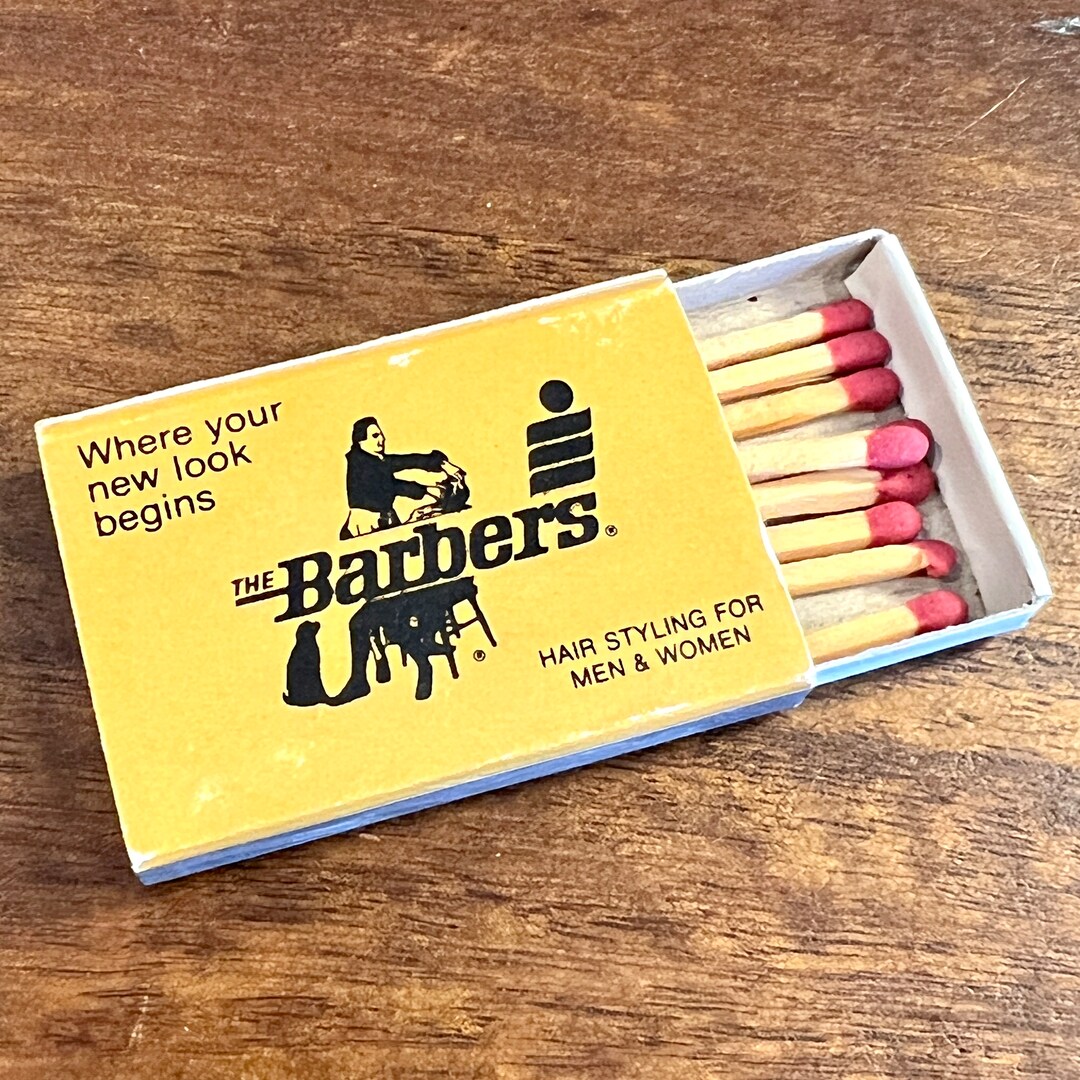 Where your
new look
begins
THE Barbers®
®
HAIR STYLING FOR
MEN & WOMEN